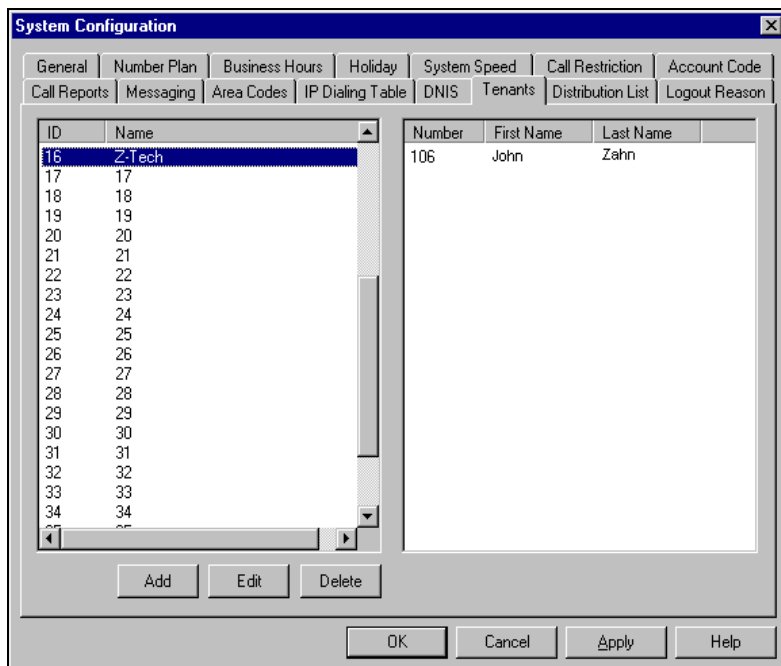 System Configuration
General Number Plan Business Hours Holiday System Speed Call Restriction Account Code
Call Reports Messaging Area Codes IP Dialing Table DNIS Tenants Distribution List Logout Reason
ID Name
16 Z-Tech
17 17
18 18
19 19
20 20
21 21
22 22
23 23
24 24
25 25
26 26
27 27
28 28
29 29
30 30
31 31
32 32
33 33
34 34
Number First Name Last Name
106 John Zahn
Add Edit Delete
OK Cancel Apply Help